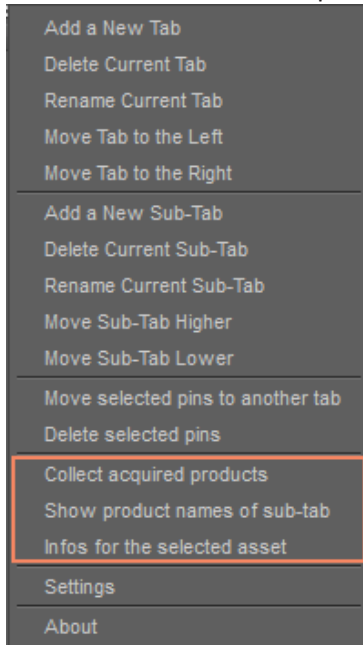 Add a New Tab
Delete Current Tab
Rename Current Tab
Move Tab to the Left
Move Tab to the Right
Add a New Sub-Tab
Delete Current Sub-Tab
Rename Current Sub-Tab
Move Sub-Tab Higher
Move Sub-Tab Lower
Move selected pins to another tab
Delete selected pins
Collect acquired products
Show product names of sub-tab
Infos for the selected asset
Settings
About